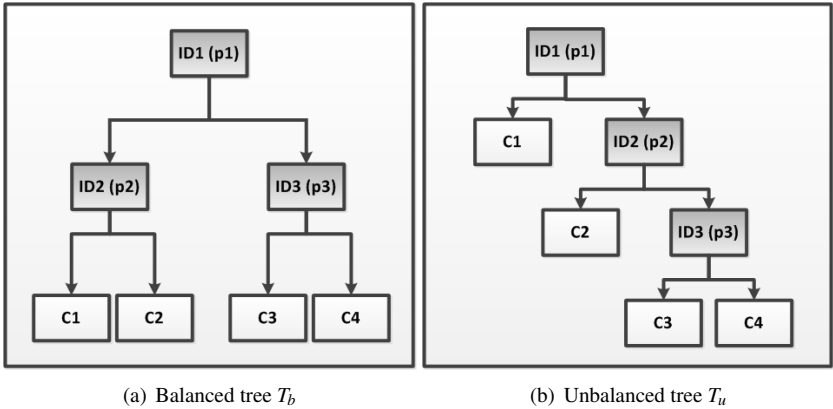 ID1 (p1)
ID2 (p2)
ID3 (p3)
C1
C2
C3
C4
(a) Balanced tree T_b
ID1 (p1)
C1
ID2 (p2)
C2
ID3 (p3)
C3
C4
(b) Unbalanced tree T_u